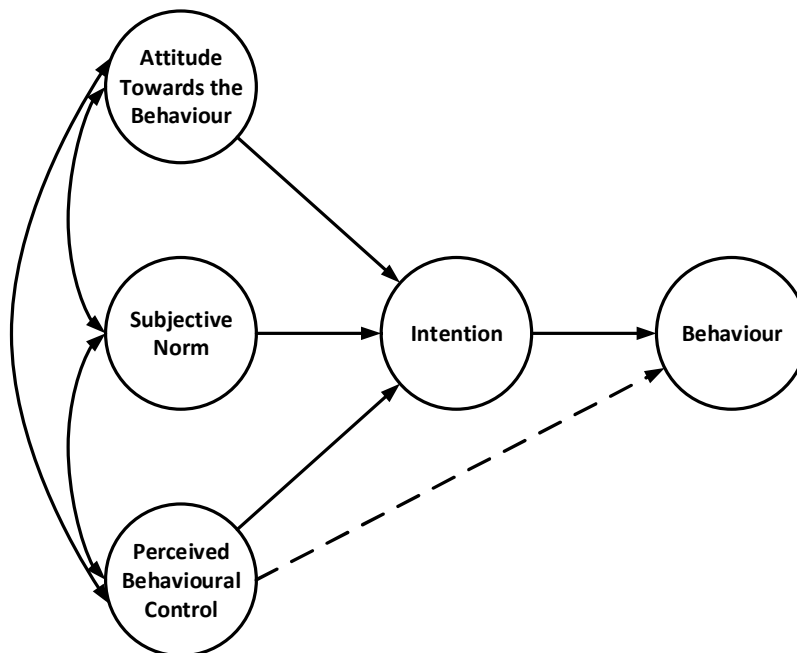 Attitude
Towards the
Behaviour
Subjective
Norm
Intention
Behaviour
Perceived
Behavioural
Control